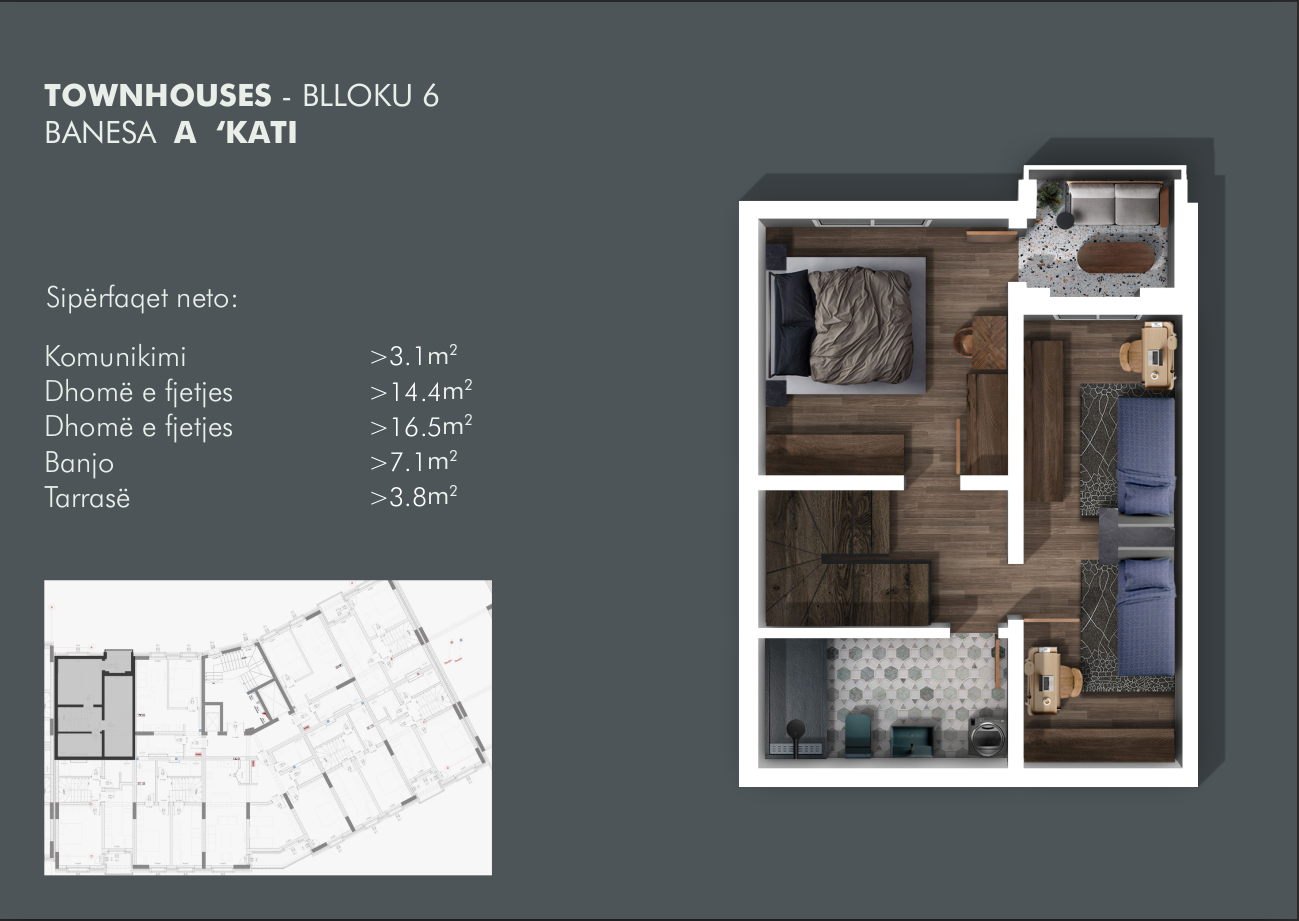 TOWNHOUSES - BLLOKU 6
BANESA A ‘KATI
Sipërfaqet neto:
Komunikimi >3.1m²
Dhomë e fjetjes >14.4m²
Dhomë e fjetjes >16.5m²
Banjo >7.1m²
Tarrasë >3.8m²